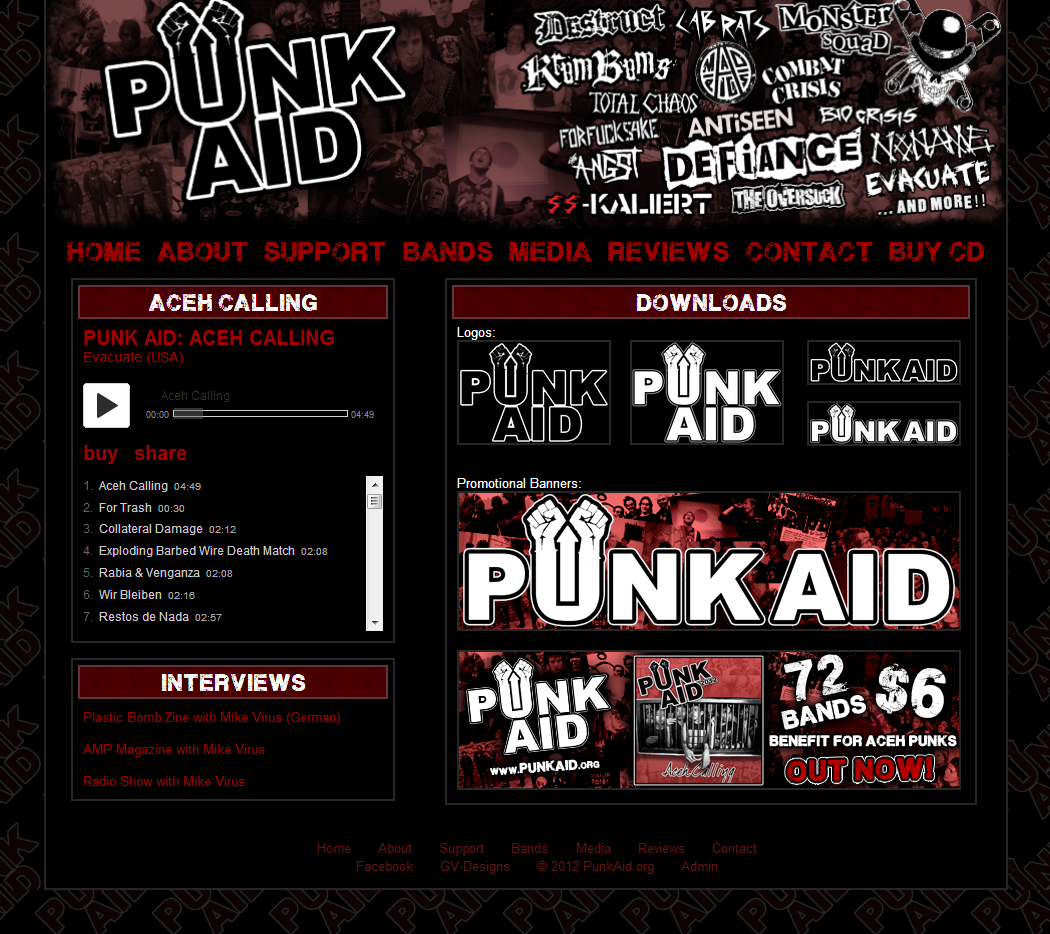 PUNK
AID
DESTRUCT
LAB RATS
MONSTER
SQUAD
KRUM BUMS
COMBAT
CRISIS
TOTAL CHAOS
FORFUCKSAKE
ANTiSEEN
BIO CRISIS
ANGST
DEFiANCE
NO NAME
SS-KALIERT
THE OVERSUCK
EVACUATE
... AND MORE!!
HOME ABOUT SUPPORT BANDS MEDIA REVIEWS CONTACT BUY CD
ACEH CALLING
PUNK AID: ACEH CALLING
Evacuate (USA)
Aceh Calling
00:00 04:49
buy share
1. Aceh Calling 04:49
2. For Trash 00:30
3. Collateral Damage 02:12
4. Exploding Barbed Wire Death Match 02:08
5. Rabia & Venganza 02:08
6. Wir Bleiben 02:16
7. Restos de Nada 02:57
INTERVIEWS
Plastic Bomb Zine with Mike Virus (German)
AMP Magazine with Mike Virus
Radio Show with Mike Virus
DOWNLOADS
Logos:
PUNK
AID
PUNK
AID
PUNK AID
PUNK AID
Promotional Banners:
PUNK AID
PUNK
AID
www.PUNKAID.org
PUNK
AID 2012
Aceh Calling
72
BANDS
$6
BENEFIT FOR ACEH PUNKS
OUT NOW!
Home About Support Bands Media Reviews Contact
Facebook GV-Designs © 2012 PunkAid.org Admin